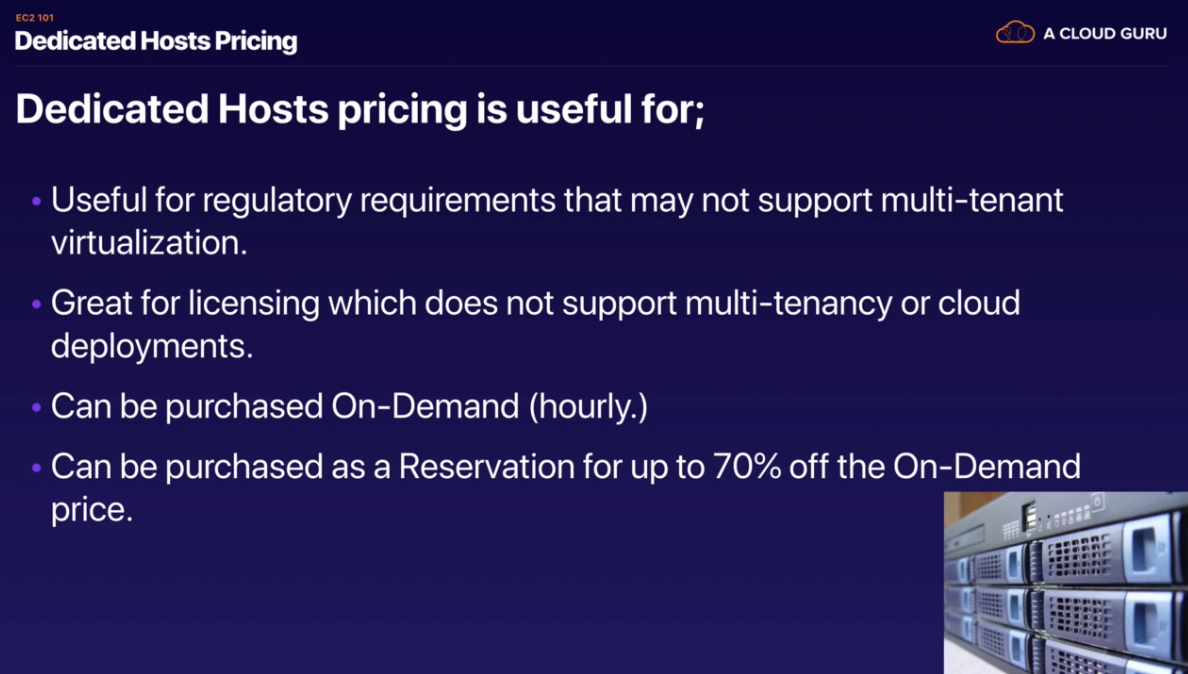 EC2 101
Dedicated Hosts Pricing
A CLOUD GURU
Dedicated Hosts pricing is useful for;
• Useful for regulatory requirements that may not support multi-tenant
virtualization.
• Great for licensing which does not support multi-tenancy or cloud
deployments.
• Can be purchased On-Demand (hourly.)
• Can be purchased as a Reservation for up to 70% off the On-Demand
price.